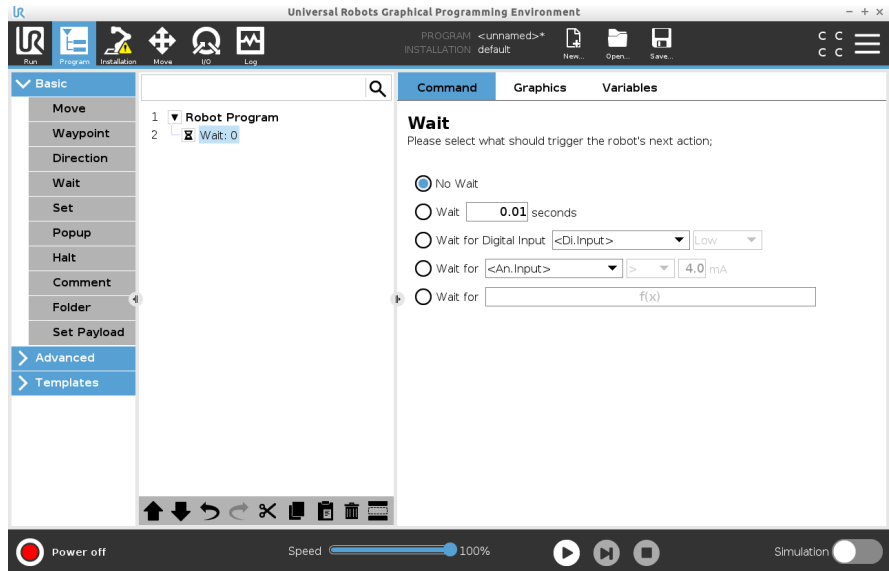 UR
Universal Robots Graphical Programming Environment
UR
Run
Program
Installation
Move
I/O
Log
PROGRAM <unnamed>*
INSTALLATION default
New...
Open...
Save...
C C
C C
Basic
Move
Waypoint
Direction
Wait
Set
Popup
Halt
Comment
Folder
Set Payload
Advanced
Templates
1 Robot Program
2 Wait: 0
Command Graphics Variables
Wait
Please select what should trigger the robot's next action;
No Wait
Wait 0.01 seconds
Wait for Digital Input <Di.Input> Low
Wait for <An.Input> > 4.0 mA
Wait for f(x)
Power off
Speed 100%
Simulation